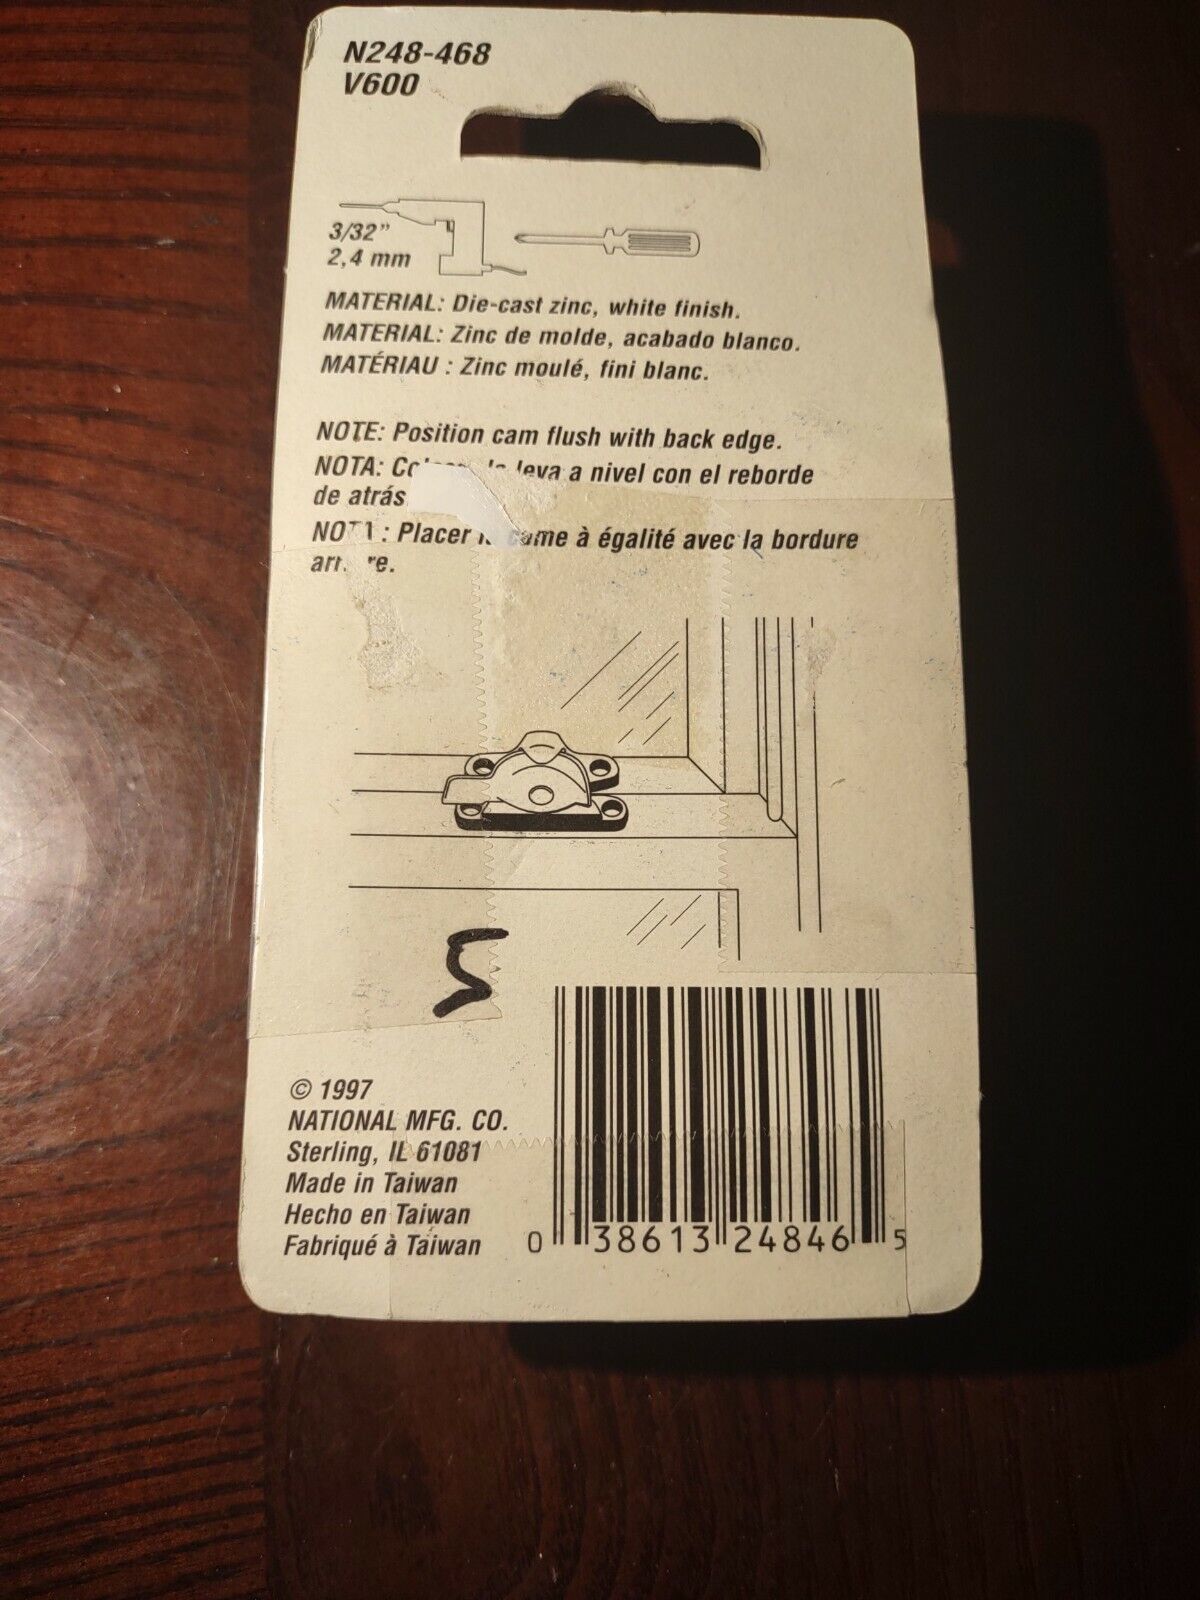 N248-468
V600
3/32"
2,4 mm
MATERIAL: Die-cast zinc, white finish.
MATERIAL: Zinc de molde, acabado blanco.
MATÉRIAU : Zinc moulé, fini blanc.
NOTE: Position cam flush with back edge.
NOTA: leva a nivel con el reborde
de atrás
: Placer came à égalité avec la bordure
5
© 1997
NATIONAL MFG. CO.
Sterling, IL 61081
Made in Taiwan
Hecho en Taiwan
Fabriqué à Taiwan
0 38613 24846 5